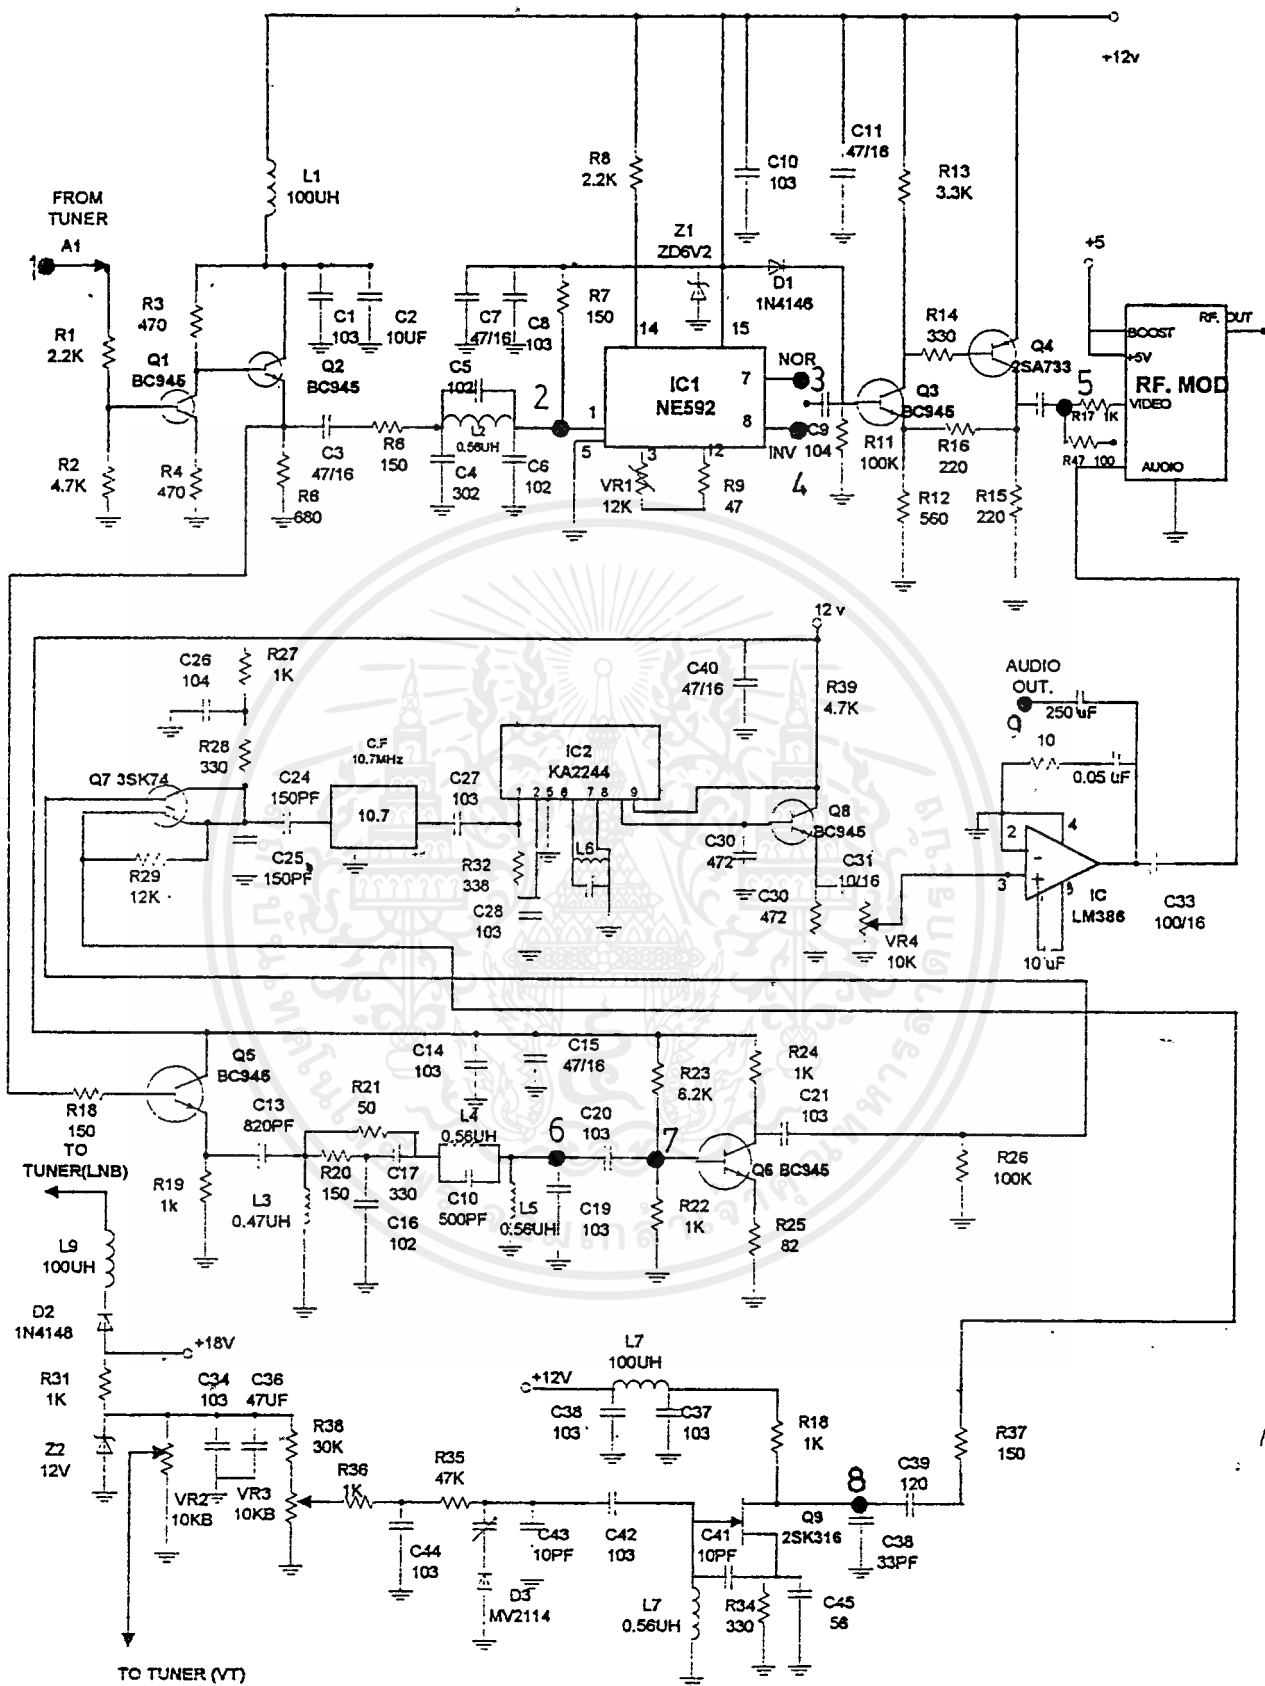 +12v
L1
100UH
R8
2.2K
C10
103
C11
47/16
R13
3.3K
FROM
TUNER
A1
1
Z1
ZD6V2
D1
1N4146
+5
R3
470
R1
2.2K
Q1
BC945
Q2
BC945
C1
103
C2
10UF
C7
47/16
C8
103
R7
150
14
15
R14
330
Q4
2SA733
BOOST
+5V
RF. OUT
RF. MOD
VIDEO
AUDIO
C5
102
2
IC1
NE592
1
5
7
8
3
12
NOR
3
INV
4
C9
104
Q3
BC945
5
R17 1K
R47 100
R2
4.7K
R4
470
R6
680
C3
47/16
R6
150
L2
0.56UH
C4
302
C6
102
VR1
12K
R9
47
R11
100K
R16
220
R12
560
R15
220
12 v
C26
104
R27
1K
C40
47/16
R39
4.7K
AUDIO
OUT.
9
250 uF
10
0.05 uF
R28
330
C.F
10.7MHz
10.7
IC2
KA2244
1 2 5 6 7 8 9
Q7 3SK74
C24
150PF
C27
103
Q8
BC945
C25
150PF
R29
12K
R32
338
L6
C28
103
C30
472
C30
472
C31
10/16
VR4
10K
2
4
3
IC
LM386
10 uF
C33
100/16
Q5
BC945
R18
150
C14
103
C15
47/16
R23
6.2K
R24
1K
C21
103
C13
820PF
R21
50
L4
0.56UH
6
C20
103
7
Q6 BC945
TO
TUNER(LNB)
R19
1k
L3
0.47UH
R20
150
C17
330
C10
500PF
C16
102
L5
0.56UH
C19
103
R22
1K
R25
82
R26
100K
L9
100UH
D2
1N4148
+18V
R31
1K
C34
103
C36
47UF
R38
30K
Z2
12V
VR2
10KB
VR3
10KB
R36
1K
R35
47K
C44
103
D3
MV2114
C43
10PF
C42
103
+12V
L7
100UH
C38
103
C37
103
R18
1K
8
C39
120
R37
150
Q9
2SK316
C41
10PF
C38
33PF
L7
0.56UH
R34
330
C45
56
TO TUNER (VT)